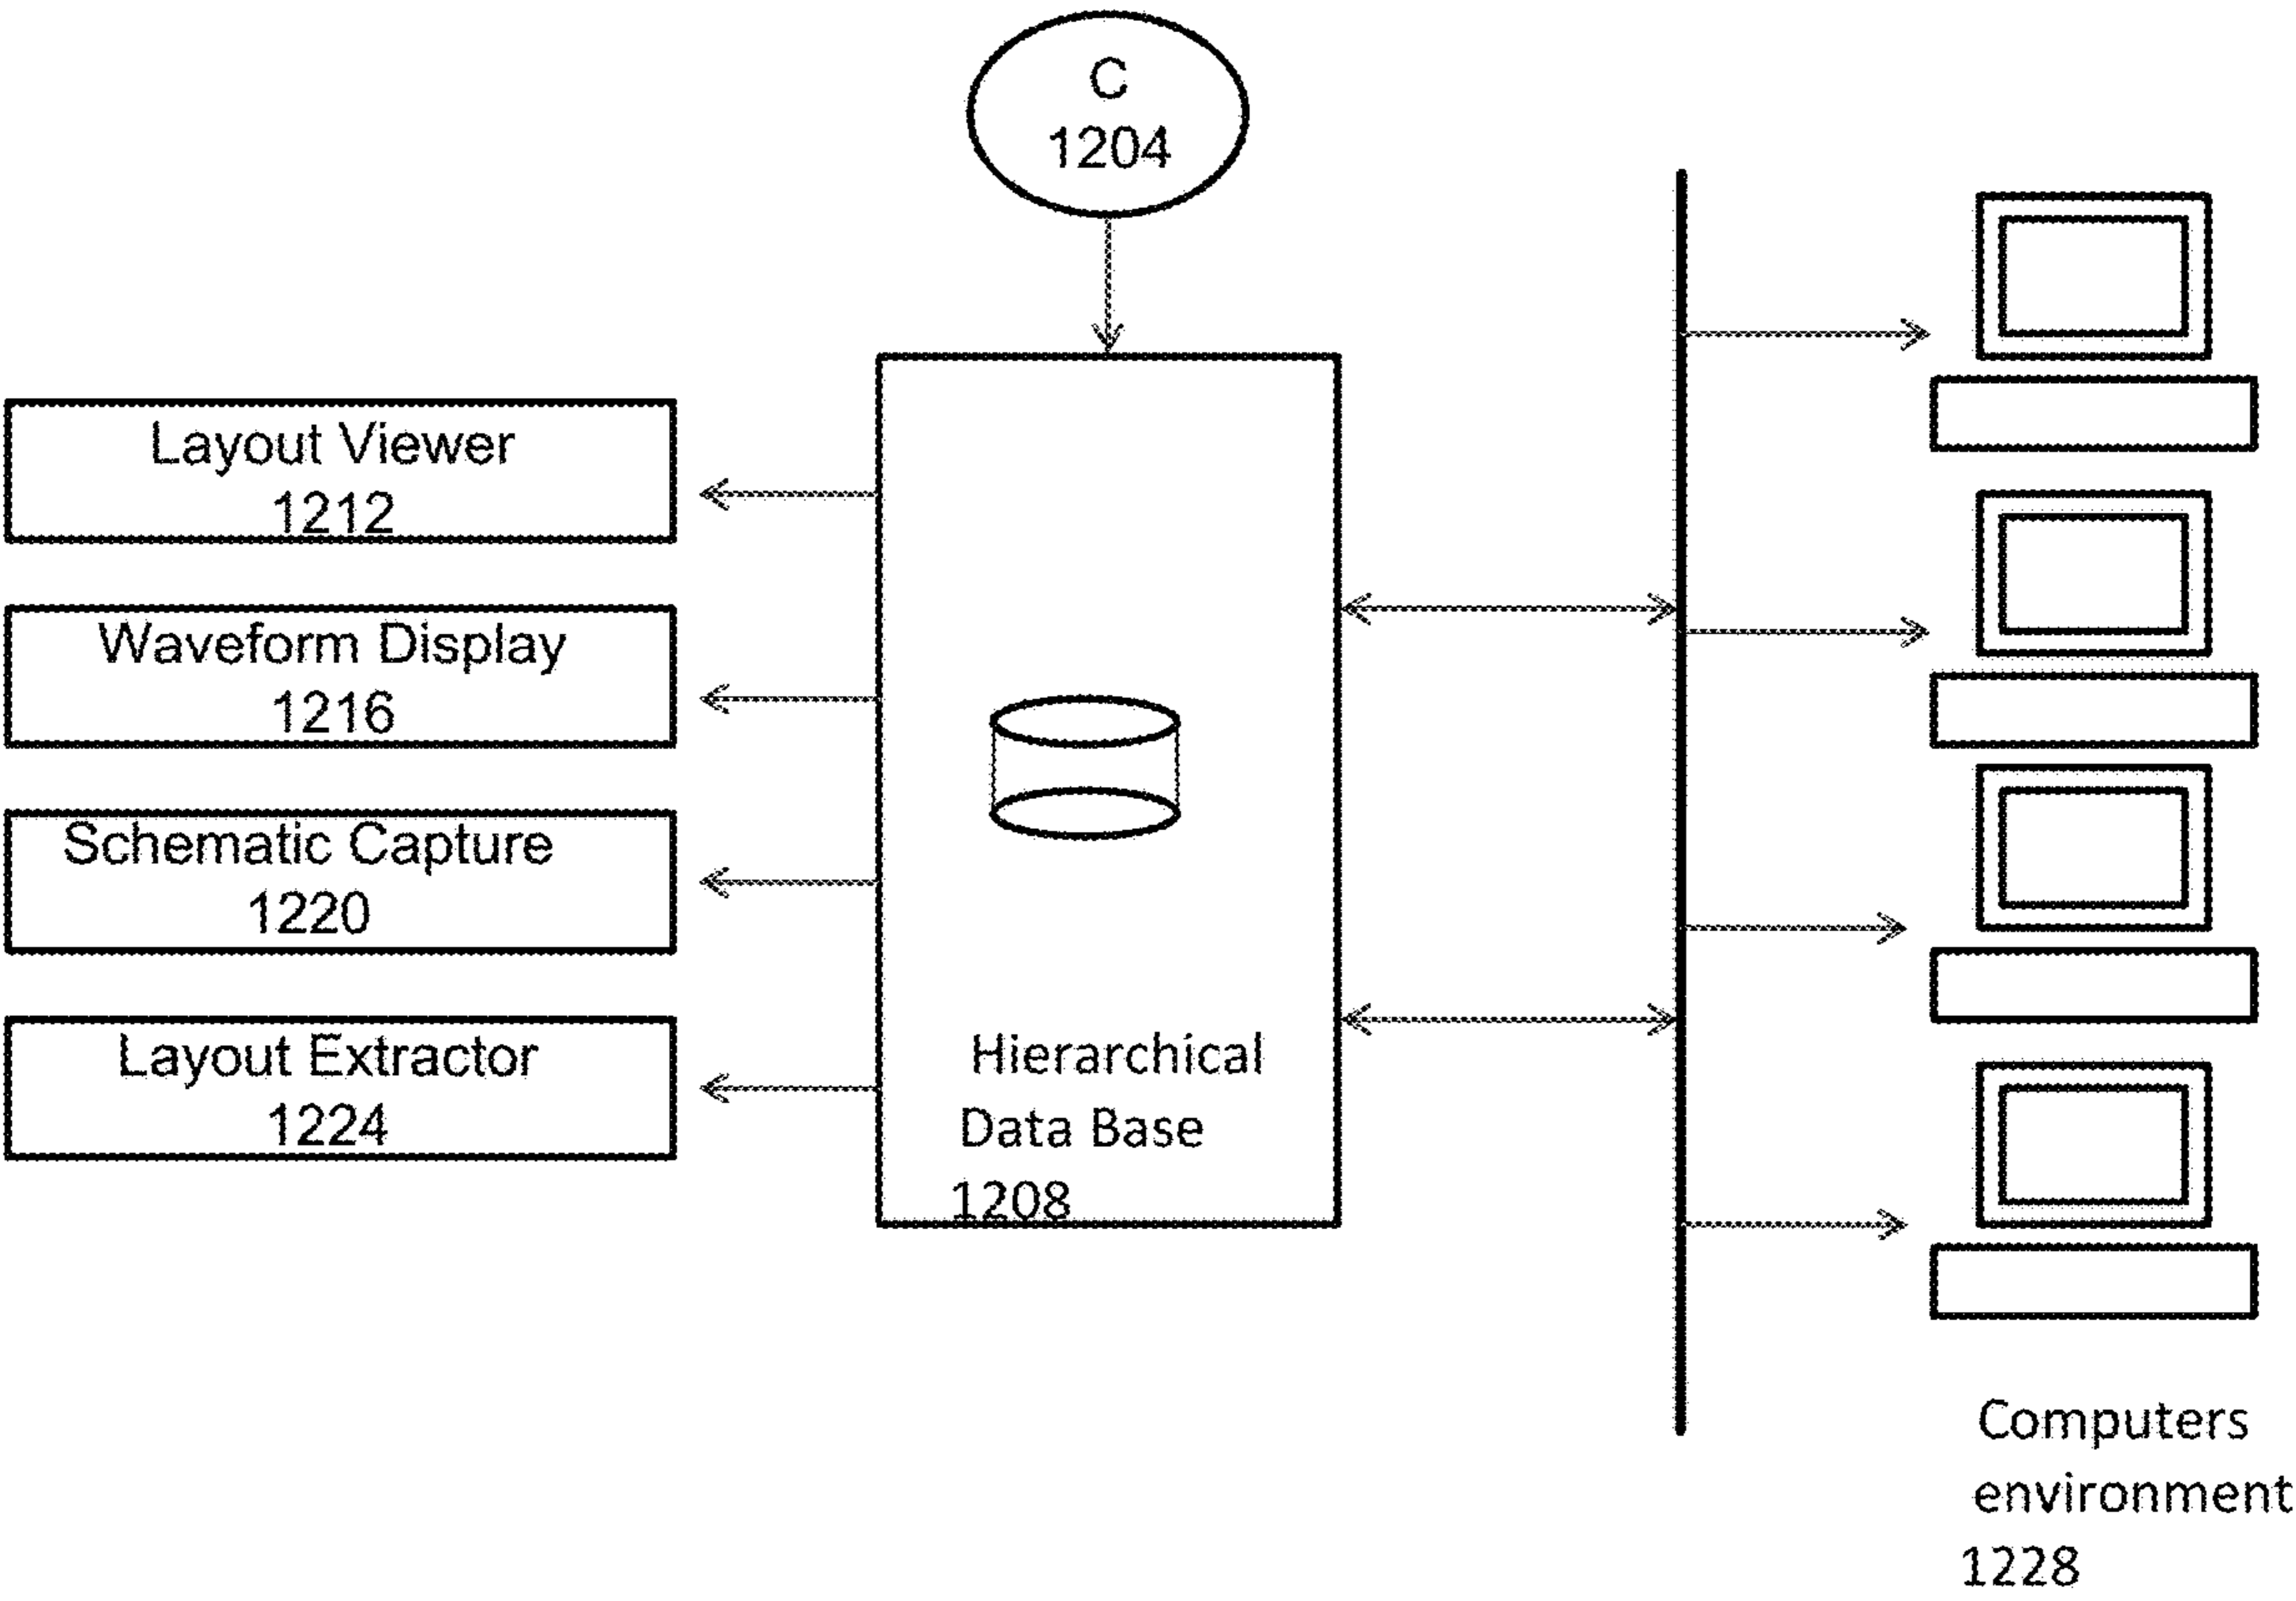 C
1204
Layout Viewer
1212
Waveform Display
1216
Schematic Capture
1220
Layout Extractor
1224
Hierarchical
Data Base
1208
Computers
environment
1228